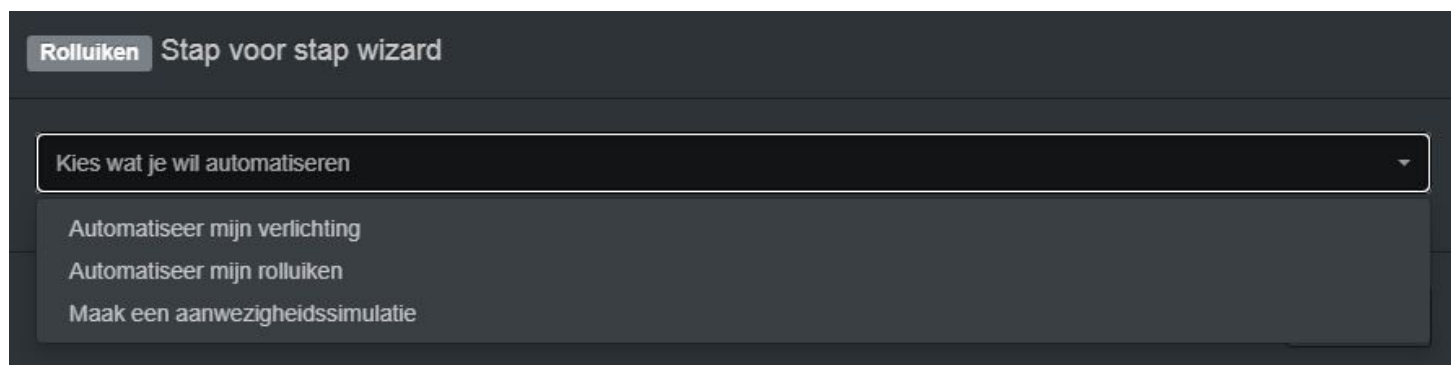 Rolluiken Stap voor stap wizard
Kies wat je wil automatiseren
Automatiseer mijn verlichting
Automatiseer mijn rolluiken
Maak een aanwezigheidssimulatie